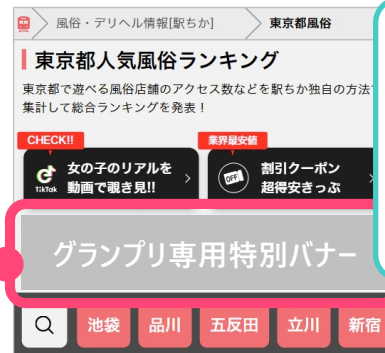 風俗・デリヘル情報[駅ちか] 東京都風俗
東京都人気風俗ランキング
東京都で遊べる風俗店舗のアクセス数などを駅ちか独自の方法
集計して総合ランキングを発表！
CHECK!! 業界最安値
TikTak 女の子のリアルを
動画で覗き見!!
OFF 割引クーポン
超得安きっぷ
グランプリ専用特別バナー
池袋 品川 五反田 立川 新宿